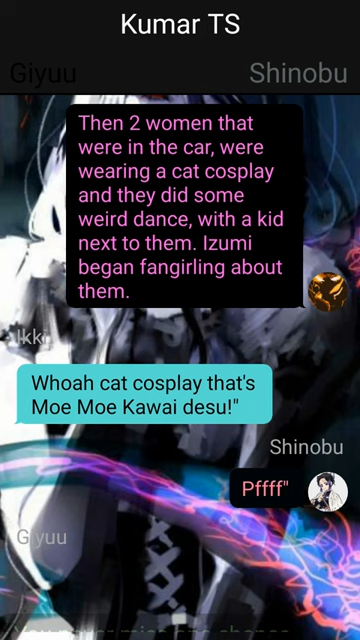 Kumar TS
Giyuu
Shinobu
Then 2 women that
were in the car, were
wearing a cat cosplay
and they did some
weird dance, with a kid
next to them. Izumi
began fangirling about
them.
Ikki
Whoah cat cosplay that's
Moe Moe Kawai desu!"
Shinobu
Pffff"
Giyuu